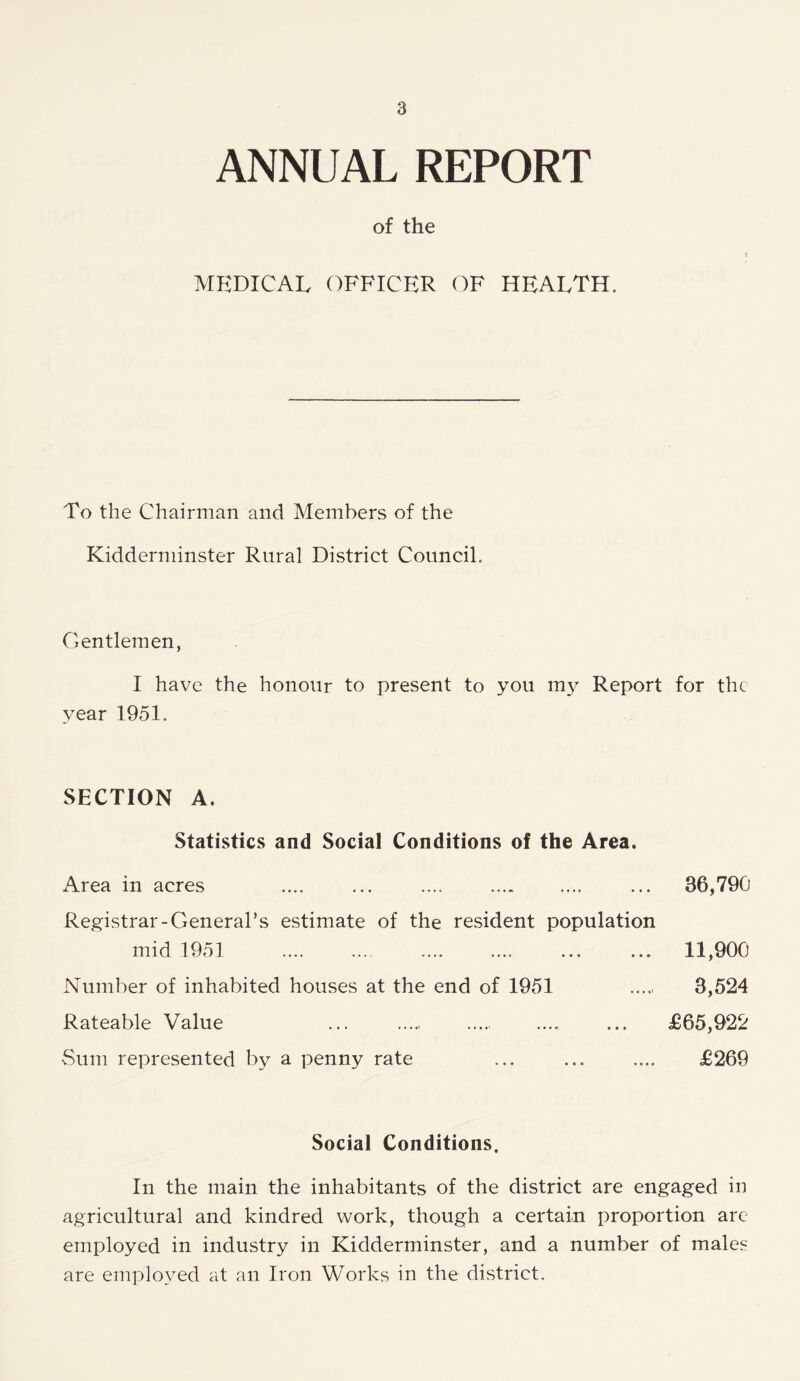 3
ANNUAL REPORT
of the
MEDICAL OFFICER OF HEALTH.
To the Chairman and Members of the
Kidderminster Rural District Council.
Gentlemen,
I have the honour to present to you my Report for the
year 1951.
SECTION A.
Statistics and Social Conditions of the Area.
Area in acres .... ... .... .... .... ... 36,790
Registrar-General's estimate of the resident population
mid 1951 .... .... .... .... ... ... 11,900
Number of inhabited houses at the end of 1951 ...., 3,524
Rateable Value ... ...., ...., .... ... £65,922
Sum represented by a penny rate ... ... .... £269
Social Conditions.
In the main the inhabitants of the district are engaged in
agricultural and kindred work, though a certain proportion are
employed in industry in Kidderminster, and a number of males
are employed at an Iron Works in the district.